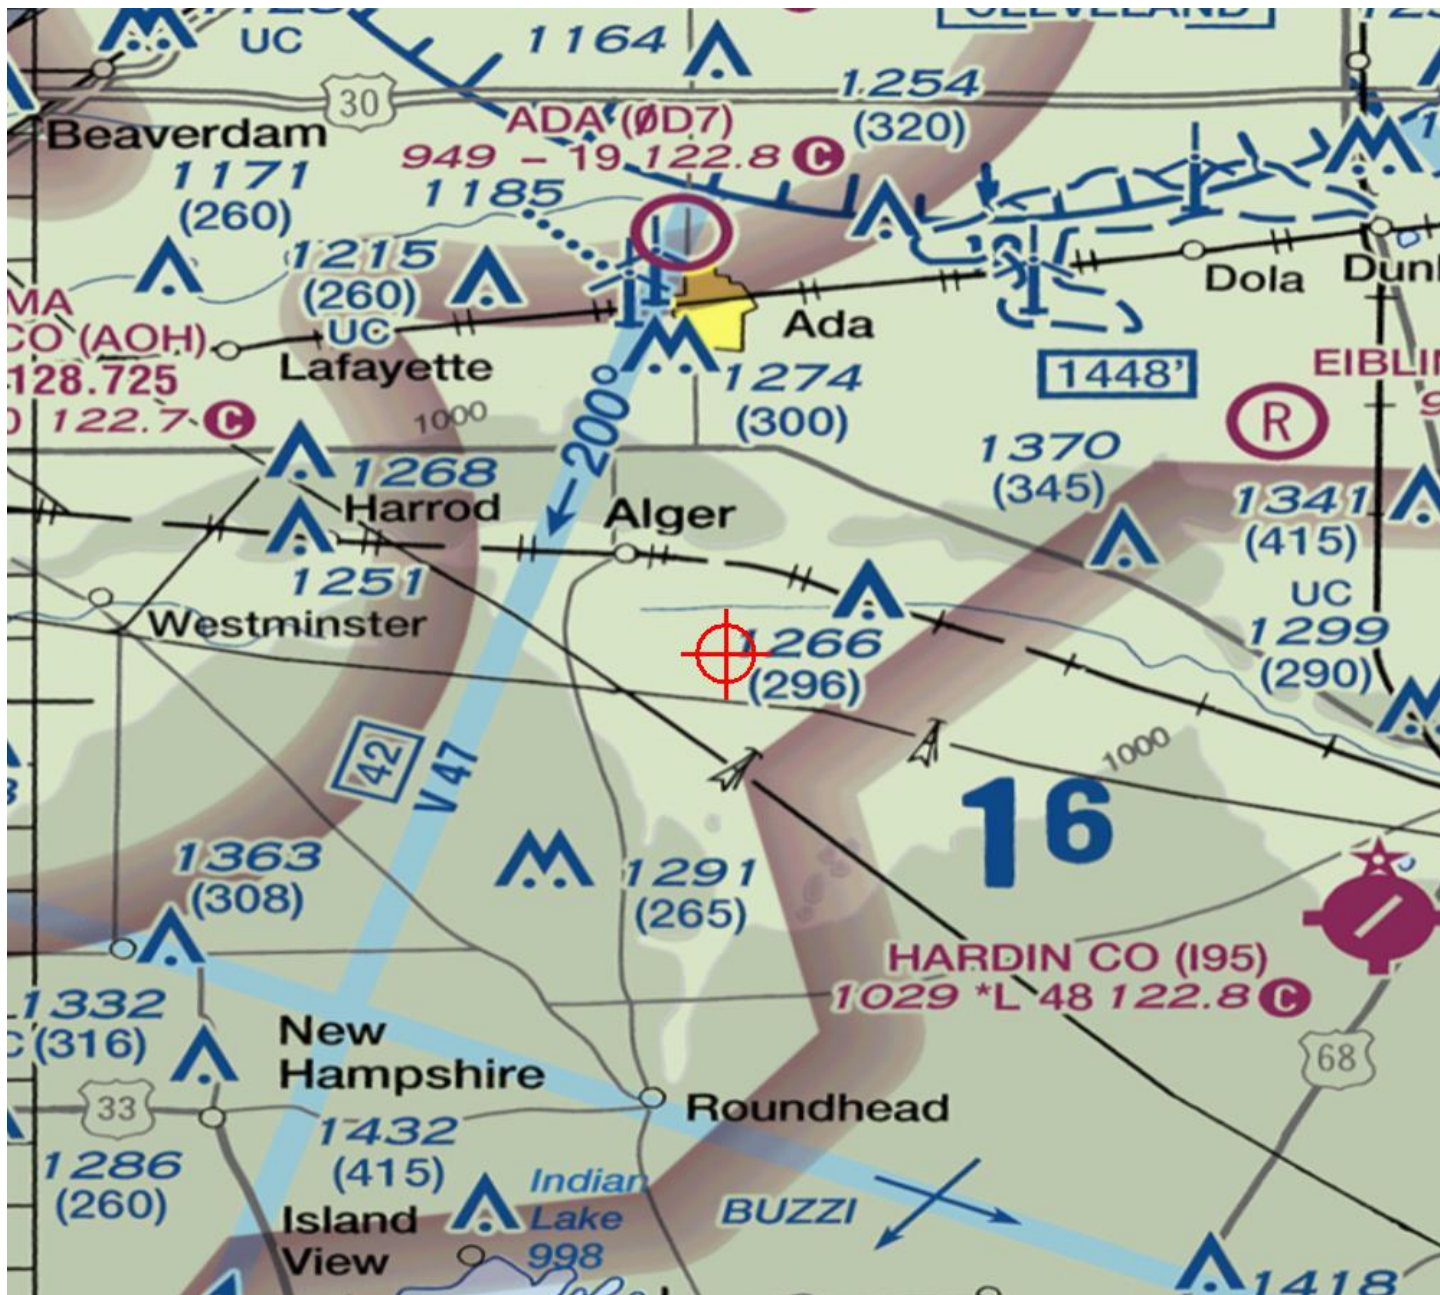 CLEVELAND
UC
1164
30
1254
(320)
ADA (ØD7)
949 - 19 122.8 C
Beaverdam
1171
(260)
1185
1215
(260)
UC
Lafayette
Ada
Dola
CO (AOH)
128.725
122.7 C
1274
(300)
1448'
R
1000
200°
1268
Harrod
1251
Alger
1370
(345)
1341
(415)
UC
1299
(290)
Westminster
1266
(296)
42
V 47
1000
16
1363
(308)
1291
(265)
HARDIN CO (I95)
1029 *L 48 122.8 C
1332
(316)
New
Hampshire
68
33
Roundhead
1432
(415)
1286
(260)
Indian
Lake
998
Island
View
BUZZI
1418